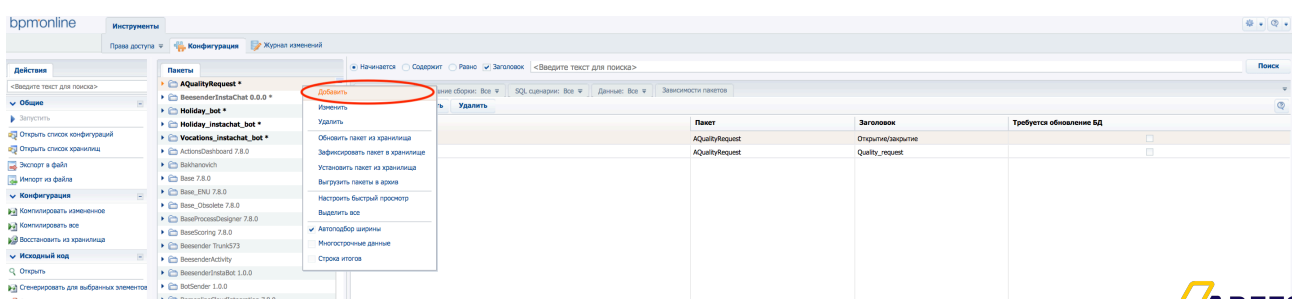 bpmonline
Инструменты
Права доступа
Конфигурация
Журнал изменений
Действия
<Введите текст для поиска>
Общие
Запустить
Открыть список конфигураций
Открыть список хранилищ
Экспорт в файл
Импорт из файла
Конфигурация
Компилировать измененное
Компилировать все
Восстановить из хранилища
Исходный код
Открыть
Сгенерировать для выбранных элементов
Пакеты
AQualityRequest *
BeesenderInstaChat 0.0.0 *
Holiday_bot *
Holiday_instachat_bot *
Vocations_instachat_bot *
ActionsDashboard 7.8.0
Bakhanovich
Base 7.8.0
Base_ENU 7.8.0
Base_Obsolete 7.8.0
BaseProcessDesigner 7.8.0
BaseScoring 7.8.0
Beesender Trunk573
BeesenderActivity
BeesenderInstaBot 1.0.0
BotSender 1.0.0
Добавить
Изменить
Удалить
Обновить пакет из хранилища
Зафиксировать пакет в хранилище
Установить пакет из хранилища
Выгрузить пакеты в архив
Настроить быстрый просмотр
Выделить все
Автоподбор ширины
Многострочные данные
Строка итогов
Начинается Содержит Равно Заголовок <Введите текст для поиска> Поиск
сборки: Все SQL сценарии: Все Данные: Все Зависимости пакетов
Удалить
Пакет Заголовок Требуется обновление БД
AQualityRequest Открытие/закрытие
AQualityRequest Quality_request